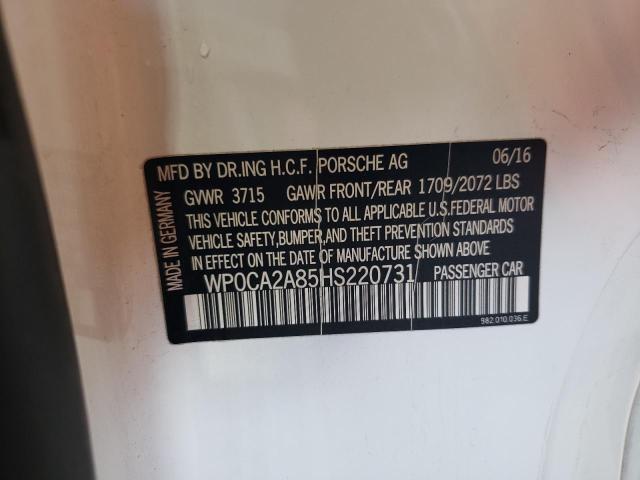 MFD BY DR.ING H.C.F. PORSCHE AG 06/16
GVWR 3715 GAWR FRONT/REAR 1709/2072 LBS
THIS VEHICLE CONFORMS TO ALL APPLICABLE U.S.FEDERAL MOTOR
VEHICLE SAFETY,BUMPER,AND THEFT PREVENTION STANDARDS
IN EFFECT ON THE DATE OF MANUFACTURE SHOWN ABOVE
WP0CA2A85HS220731 PASSENGER CAR
982.010.036.E
MADE IN GERMANY